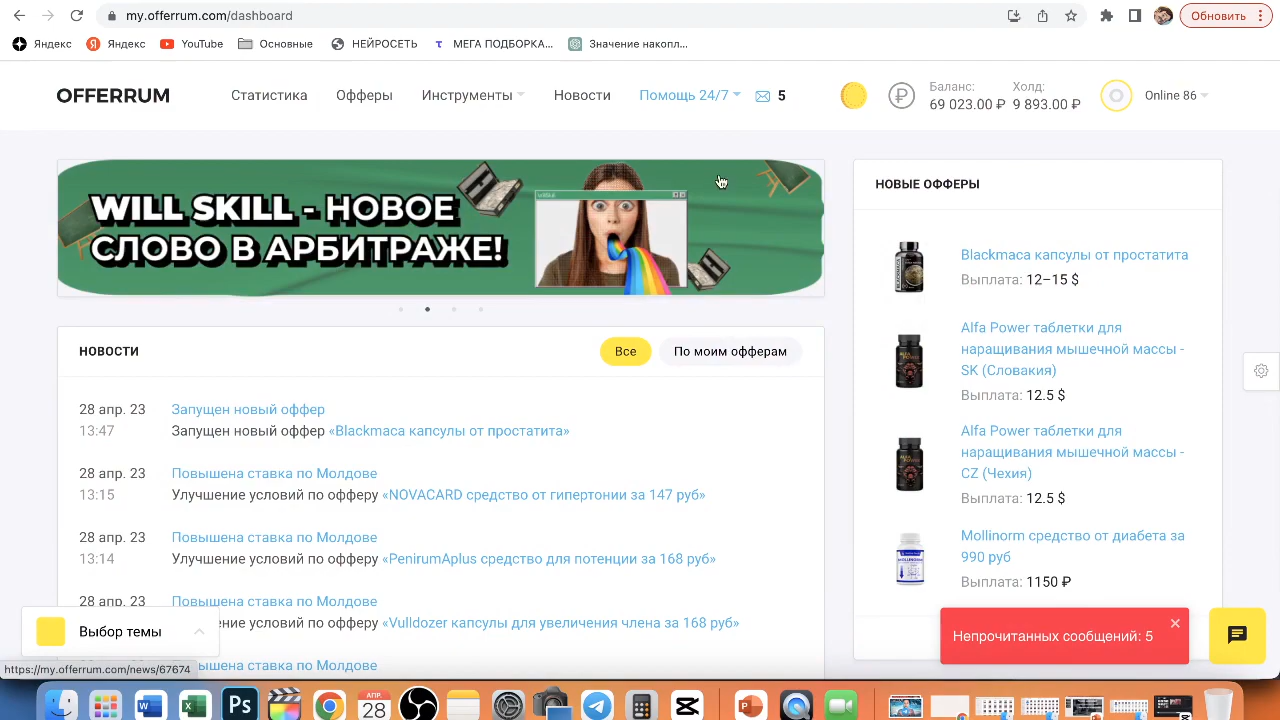 my.offerrum.com/dashboard
Обновить
Яндекс
Яндекс
YouTube
Основные
НЕЙРОСЕТЬ
МЕГА ПОДБОРКА...
Значение накопл...
OFFERRUM
Статистика
Офферы
Инструменты
Новости
Помощь 24/7
5
Баланс:
69 023.00 ₽
Холд:
9 893.00 ₽
Online 86
WILL SKILL - НОВОЕ
СЛОВО В АРБИТРАЖЕ!
НОВОСТИ
Все
По моим офферам
28 апр. 23
Запущен новый оффер
13:47
Запущен новый оффер «Blackmaca капсулы от простатита»
28 апр. 23
Повышена ставка по Молдове
13:15
Улучшение условий по офферу «NOVACARD средство от гипертонии за 147 руб»
28 апр. 23
Повышена ставка по Молдове
13:14
Улучшение условий по офферу «PenirumAplus средство для потенции за 168 руб»
28 апр. 23
Повышена ставка по Молдове
условий по офферу «Vulldozer капсулы для увеличения члена за 168 руб»
ставка по Молдове
НОВЫЕ ОФФЕРЫ
Blackmaca капсулы от простатита
Выплата: 12–15 $
Alfa Power таблетки для
наращивания мышечной массы -
SK (Словакия)
Выплата: 12.5 $
Alfa Power таблетки для
наращивания мышечной массы -
CZ (Чехия)
Выплата: 12.5 $
Mollinorm средство от диабета за
990 руб
Выплата: 1150 ₽
Выбор темы
Непрочитанных сообщений: 5
https://my.offerrum.com/news/67674
АПР.
28